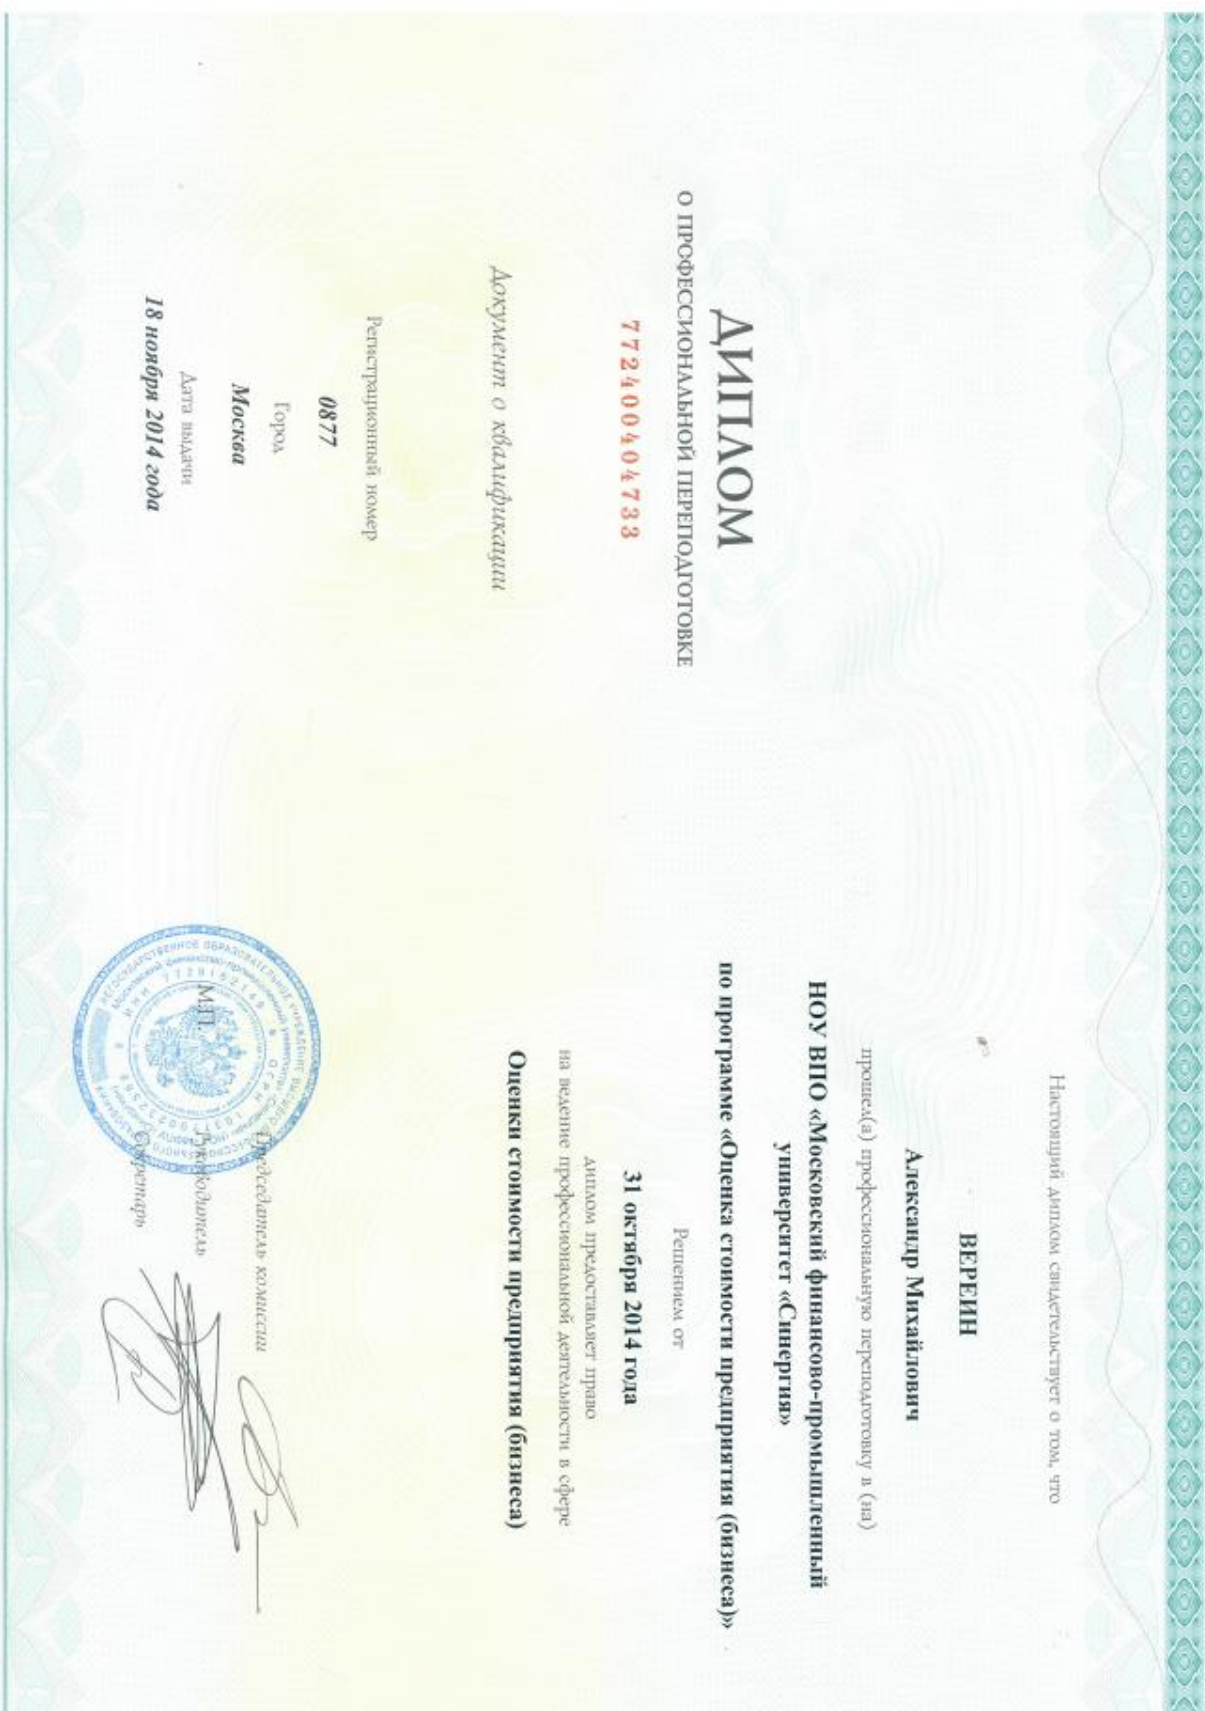 ДИПЛОМ
О ПРОФЕССИОНАЛЬНОЙ ПЕРЕПОДГОТОВКЕ
772400404733
Документ о квалификации
Регистрационный номер
0877
Город
Москва
Дата выдачи
18 ноября 2014 года
Настоящий диплом свидетельствует о том, что
ВЕРЕИН
Александр Михайлович
прошел(а) профессиональную переподготовку в (на)
НОУ ВПО «Московский финансово-промышленный
университет «Синергия»
по программе «Оценка стоимости предприятия (бизнеса)»
Решением от
31 октября 2014 года
диплом предоставляет право
на ведение профессиональной деятельности в сфере
Оценки стоимости предприятия (бизнеса)
Председатель комиссии
М.П.
Руководитель
Секретарь